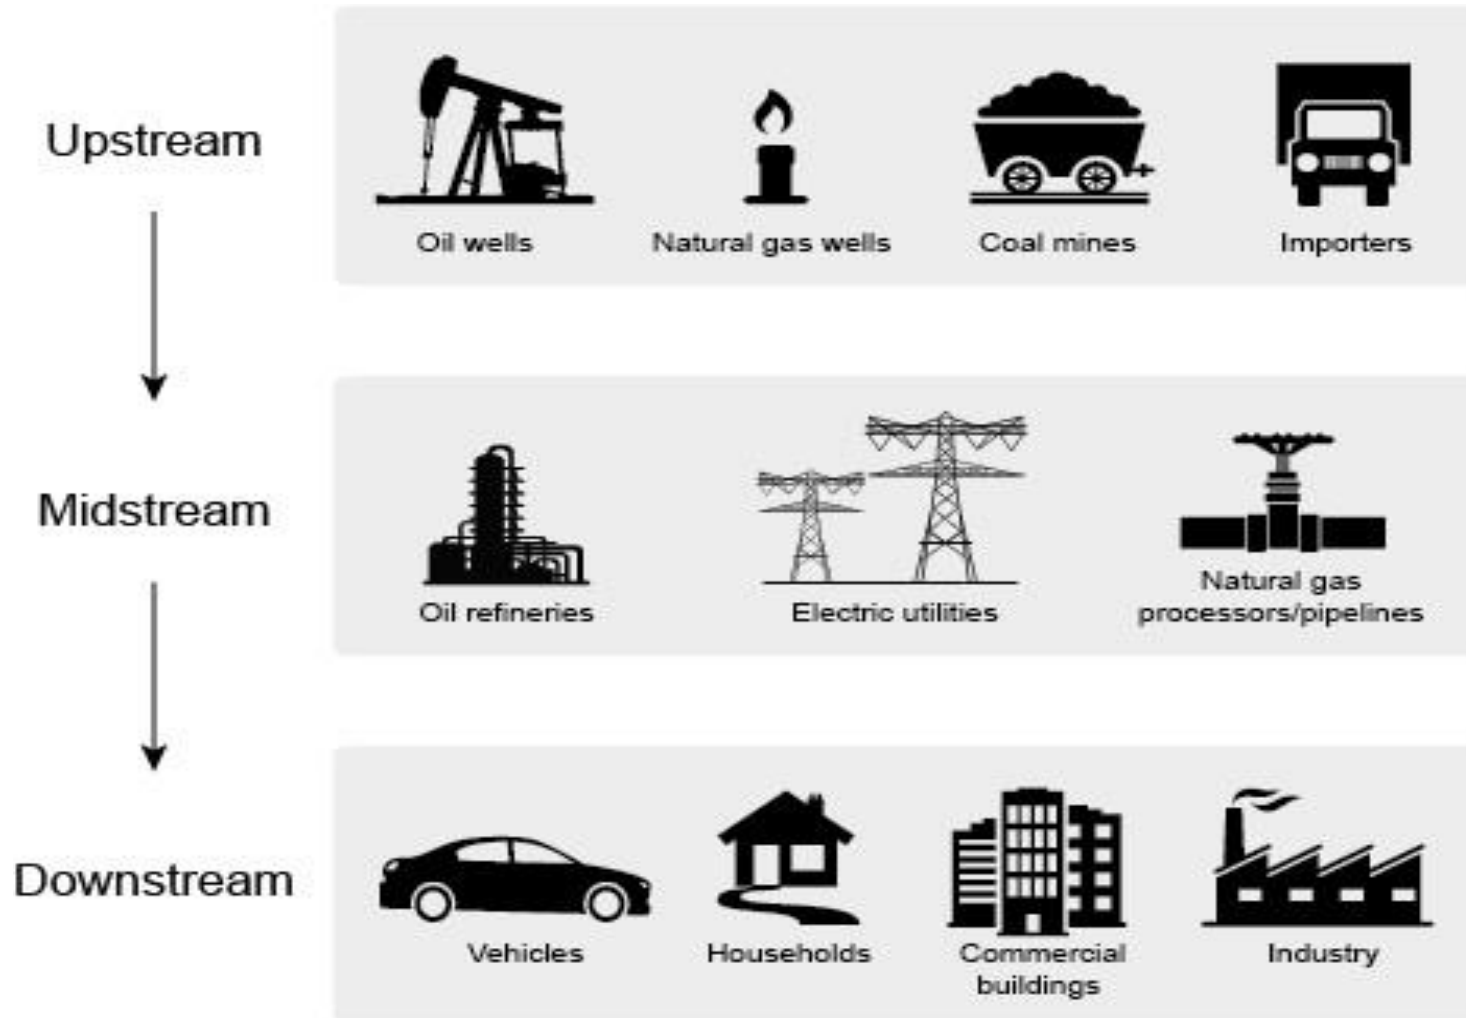 Upstream
Oil wells
Natural gas wells
Coal mines
Importers
Midstream
Oil refineries
Electric utilities
Natural gas
processors/pipelines
Downstream
Vehicles
Households
Commercial
buildings
Industry